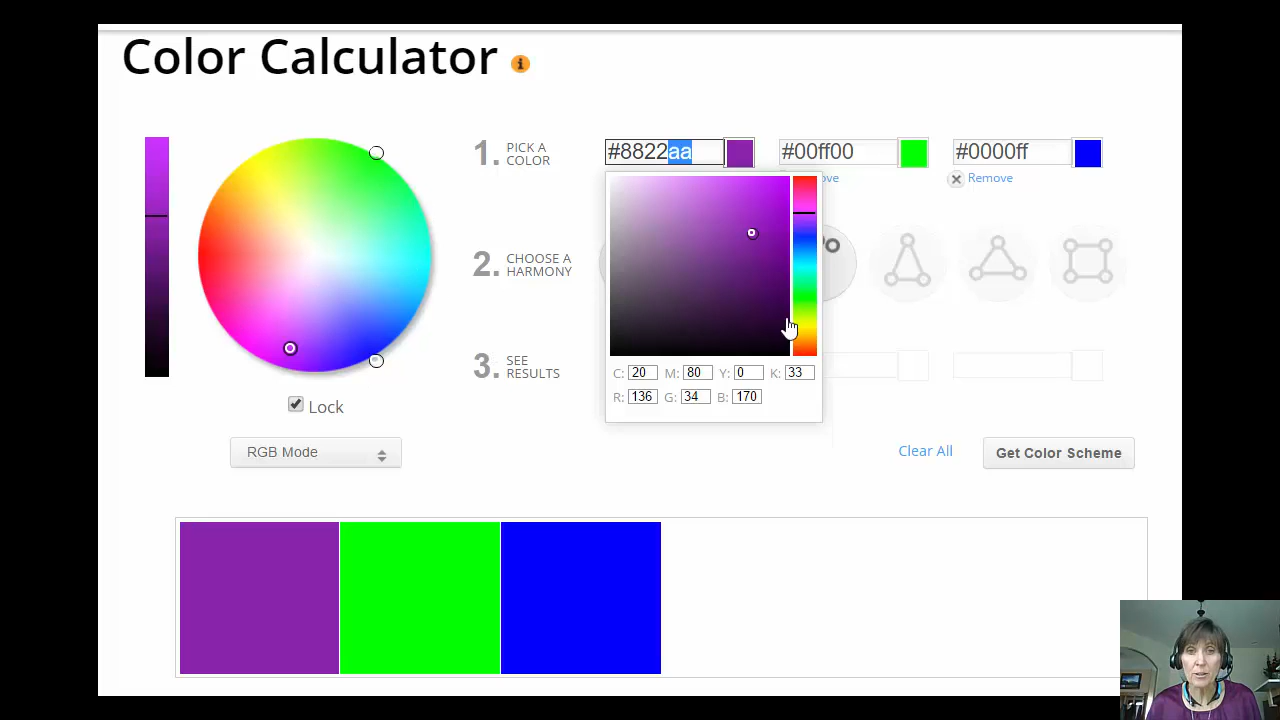 Color Calculator i
1. PICK A COLOR
#8822aa
#00ff00
#0000ff
Remove
2. CHOOSE A HARMONY
C: 20 M: 80 Y: 0 K: 33
R: 136 G: 34 B: 170
3. SEE RESULTS
Lock
RGB Mode
Clear All
Get Color Scheme